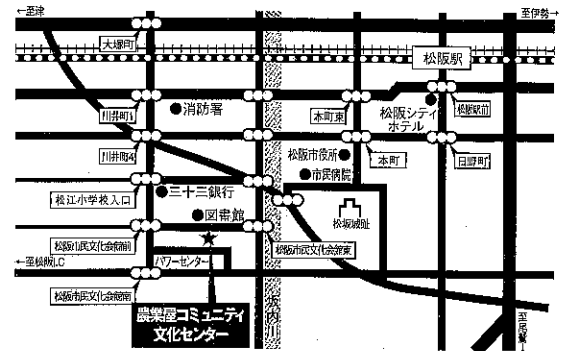 ←至津
至伊勢→
大塚町
松阪駅
川井町
消防署
本町東
松阪シティ
ホテル
松阪駅前
川井町
松阪市役所
本町
日野町
市民病院
松江小学校入口
三十三銀行
図書館
松坂城跡
松阪市民文化会館前
松阪市民文化会館東
←至松阪I.C
パワーセンター
松阪市民文化会館南
農業屋コミュニティ
文化センター
阪内川
至尾鷲→